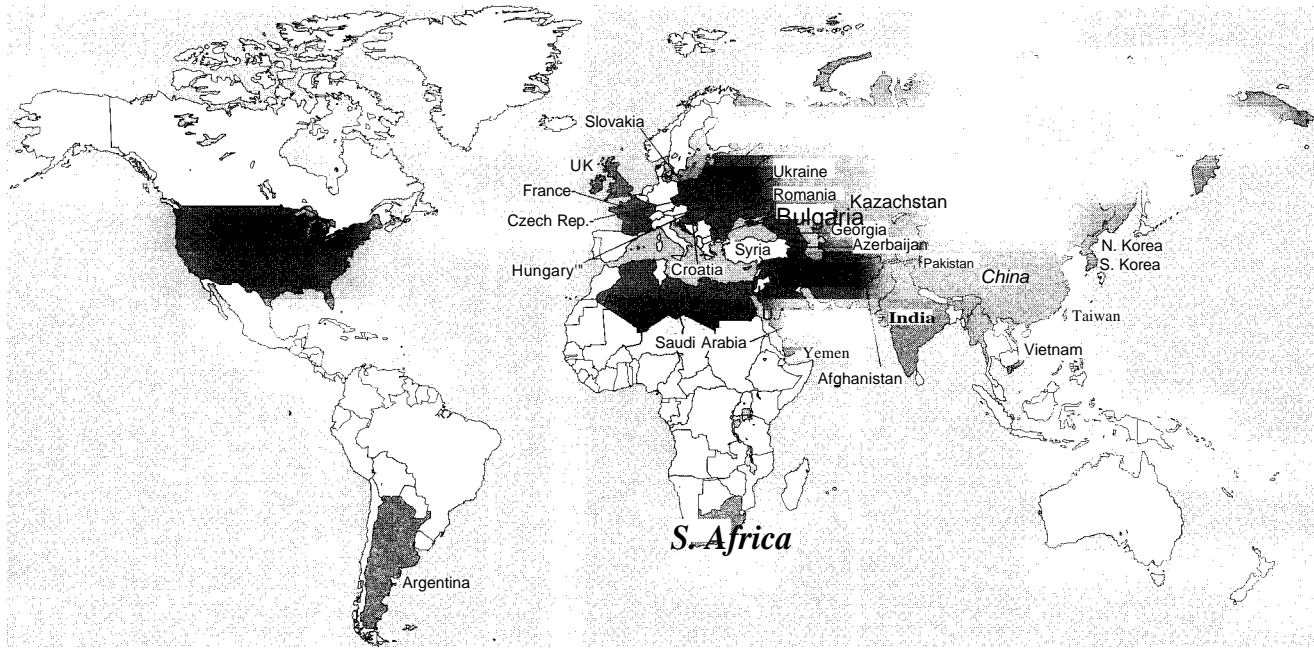 Slovakia
UK
Ukraine
France
Romania
Kazachstan
Czech Rep.
Bulgaria
Georgia
Azerbaijan
Syria
N. Korea
Hungary'"
Croatia
Pakistan
China
S. Korea
India
Taiwan
Saudi Arabia
Yemen
Vietnam
Afghanistan
S. Africa
Argentina